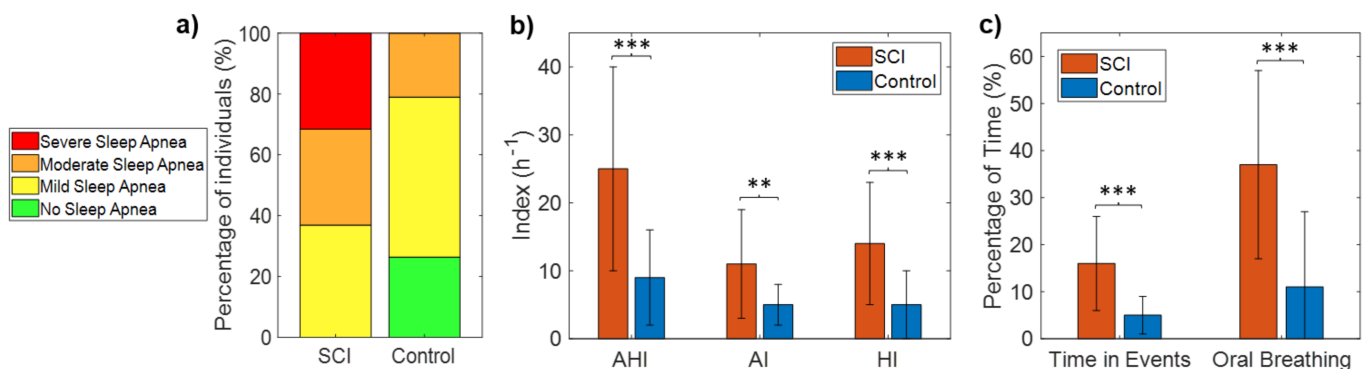 a)
Percentage of individuals (%)
100
80
60
40
20
0
SCI
Control
Severe Sleep Apnea
Moderate Sleep Apnea
Mild Sleep Apnea
No Sleep Apnea
b)
Index (h⁻¹)
40
30
20
10
0
***
**
***
SCI
Control
AHI
AI
HI
c)
Percentage of Time (%)
60
50
40
30
20
10
0
***
***
SCI
Control
Time in Events
Oral Breathing